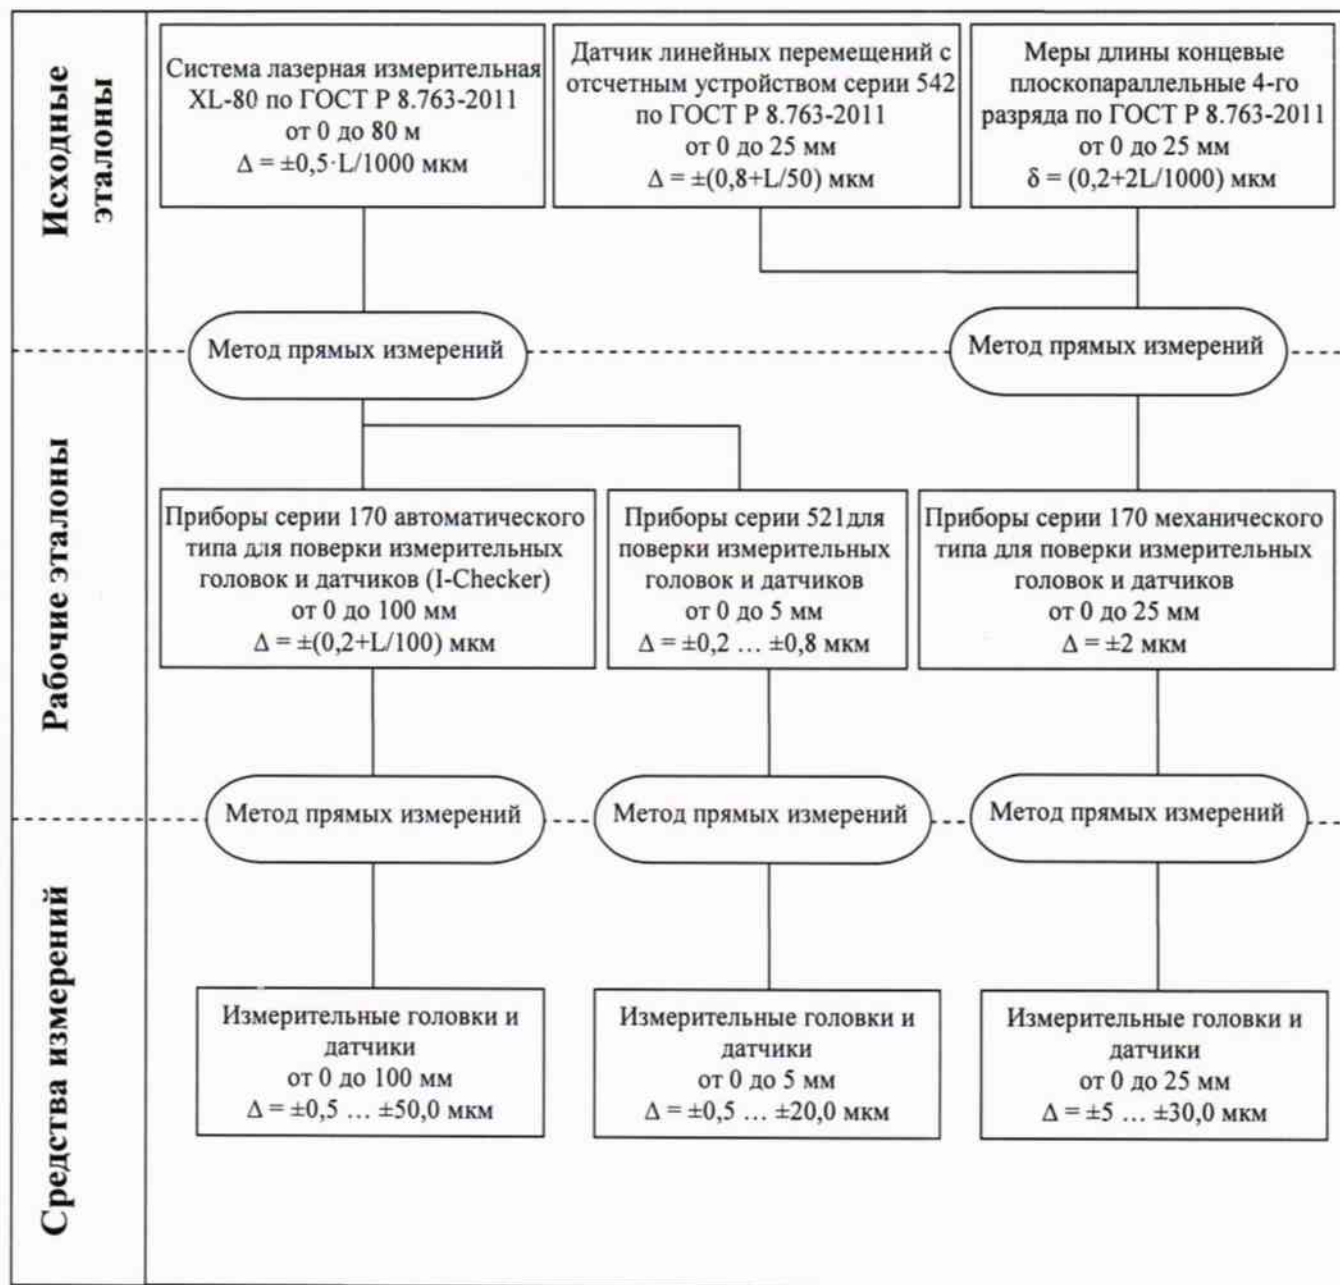 Исходные
эталоны
Система лазерная измерительная
XL-80 по ГОСТ Р 8.763-2011
от 0 до 80 м
Δ = ±0,5·L/1000 мкм
Датчик линейных перемещений с
отсчетным устройством серии 542
по ГОСТ Р 8.763-2011
от 0 до 25 мм
Δ = ±(0,8+L/50) мкм
Меры длины концевые
плоскопараллельные 4-го
разряда по ГОСТ Р 8.763-2011
от 0 до 25 мм
δ = (0,2+2L/1000) мкм
Метод прямых измерений
Метод прямых измерений
Рабочие эталоны
Приборы серии 170 автоматического
типа для поверки измерительных
головок и датчиков (I-Checker)
от 0 до 100 мм
Δ = ±(0,2+L/100) мкм
Приборы серии 521для
поверки измерительных
головок и датчиков
от 0 до 5 мм
Δ = ±0,2 … ±0,8 мкм
Приборы серии 170 механического
типа для поверки измерительных
головок и датчиков
от 0 до 25 мм
Δ = ±2 мкм
Метод прямых измерений
Метод прямых измерений
Метод прямых измерений
Средства измерений
Измерительные головки и
датчики
от 0 до 100 мм
Δ = ±0,5 … ±50,0 мкм
Измерительные головки и
датчики
от 0 до 5 мм
Δ = ±0,5 … ±20,0 мкм
Измерительные головки и
датчики
от 0 до 25 мм
Δ = ±5 … ±30,0 мкм